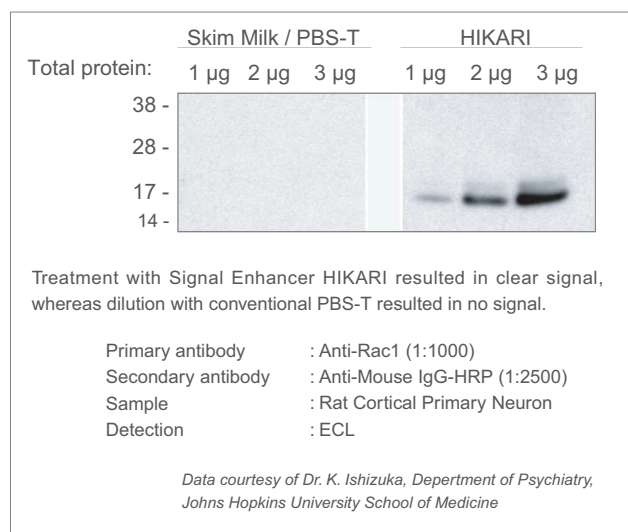 Skim Milk / PBS-T HIKARI
Total protein: 1 µg 2 µg 3 µg 1 µg 2 µg 3 µg
38 -
28 -
17 -
14 -
Treatment with Signal Enhancer HIKARI resulted in clear signal,
whereas dilution with conventional PBS-T resulted in no signal.
Primary antibody : Anti-Rac1 (1:1000)
Secondary antibody : Anti-Mouse IgG-HRP (1:2500)
Sample : Rat Cortical Primary Neuron
Detection : ECL
Data courtesy of Dr. K. Ishizuka, Depertment of Psychiatry,
Johns Hopkins University School of Medicine